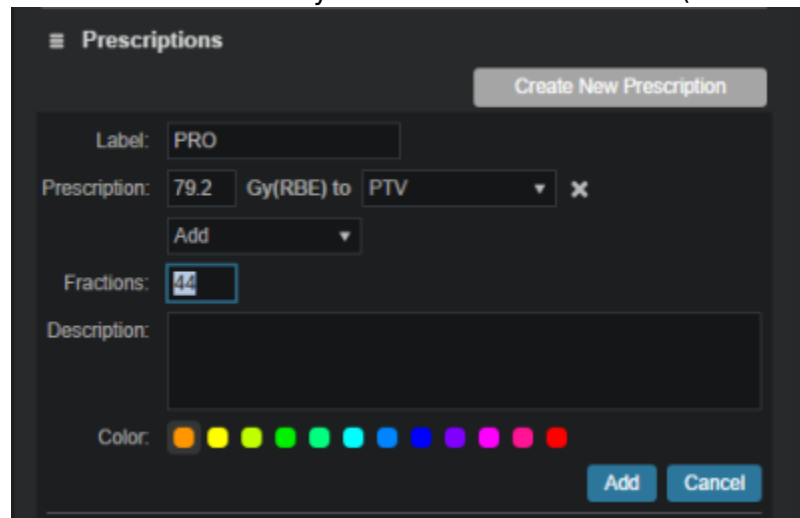 Prescriptions
Create New Prescription
Label: PRO
Prescription: 79.2 Gy(RBE) to PTV
Add
Fractions: 44
Description:
Color:
Add Cancel